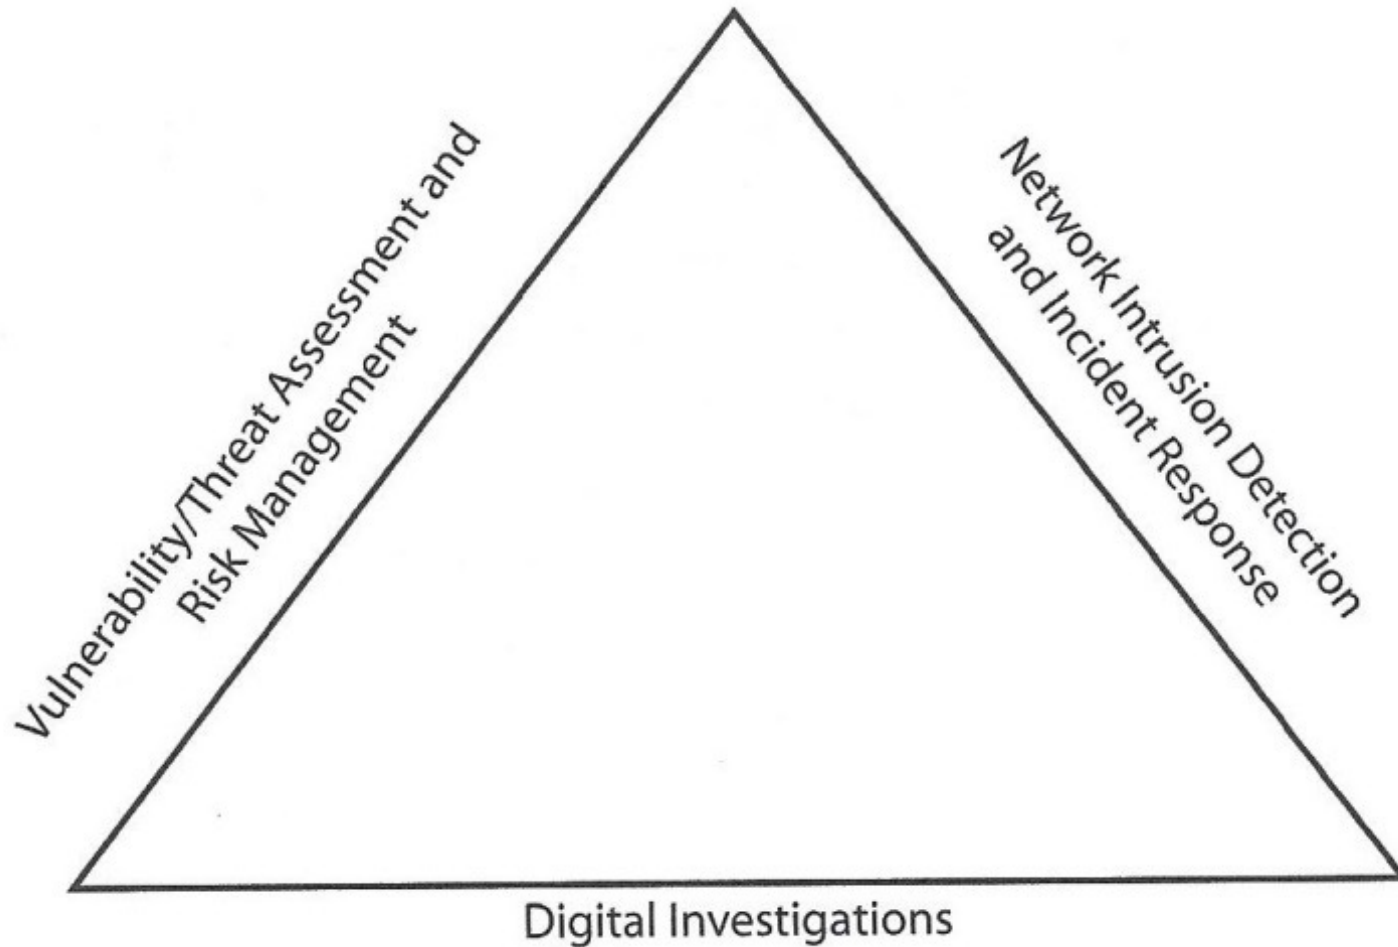 Vulnerability/Threat Assessment and
Risk Management
Network Intrusion Detection
and Incident Response
Digital Investigations